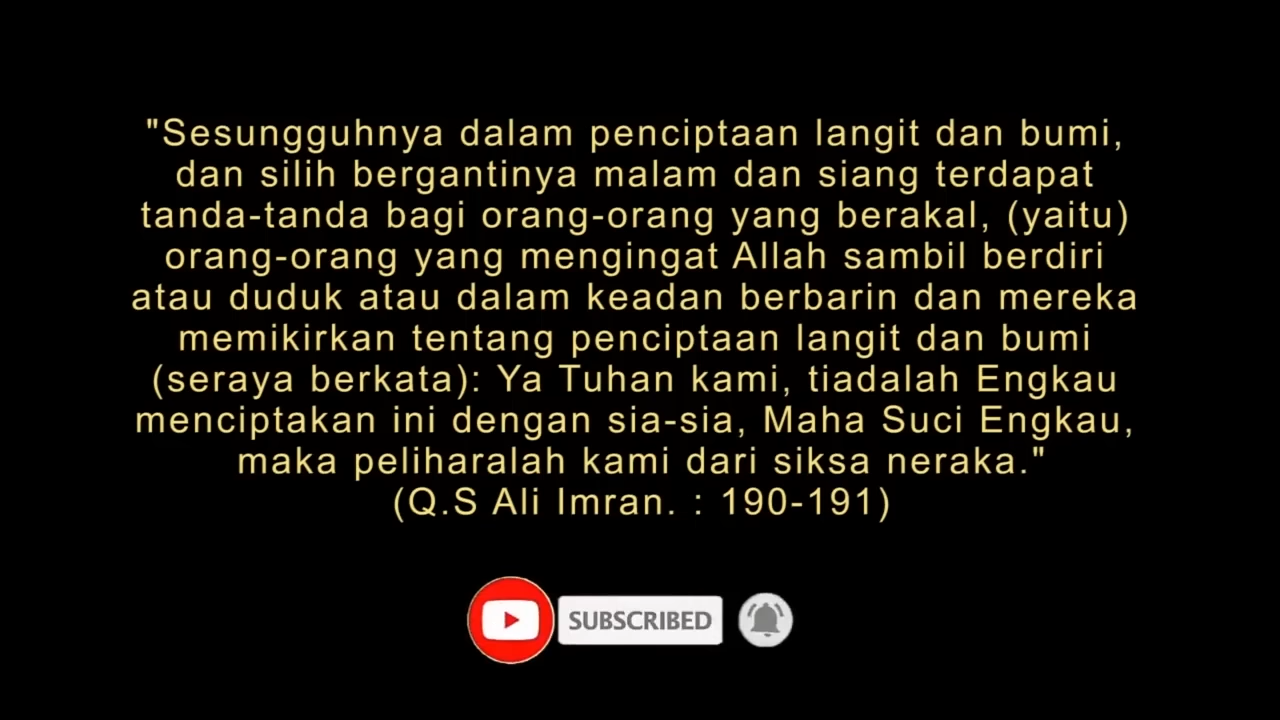 "Sesungguhnya dalam penciptaan langit dan bumi,
dan silih bergantinya malam dan siang terdapat
tanda-tanda bagi orang-orang yang berakal, (yaitu)
orang-orang yang mengingat Allah sambil berdiri
atau duduk atau dalam keadan berbarin dan mereka
memikirkan tentang penciptaan langit dan bumi
(seraya berkata): Ya Tuhan kami, tiadalah Engkau
menciptakan ini dengan sia-sia, Maha Suci Engkau,
maka peliharalah kami dari siksa neraka."
(Q.S Ali Imran. : 190-191)
SUBSCRIBED